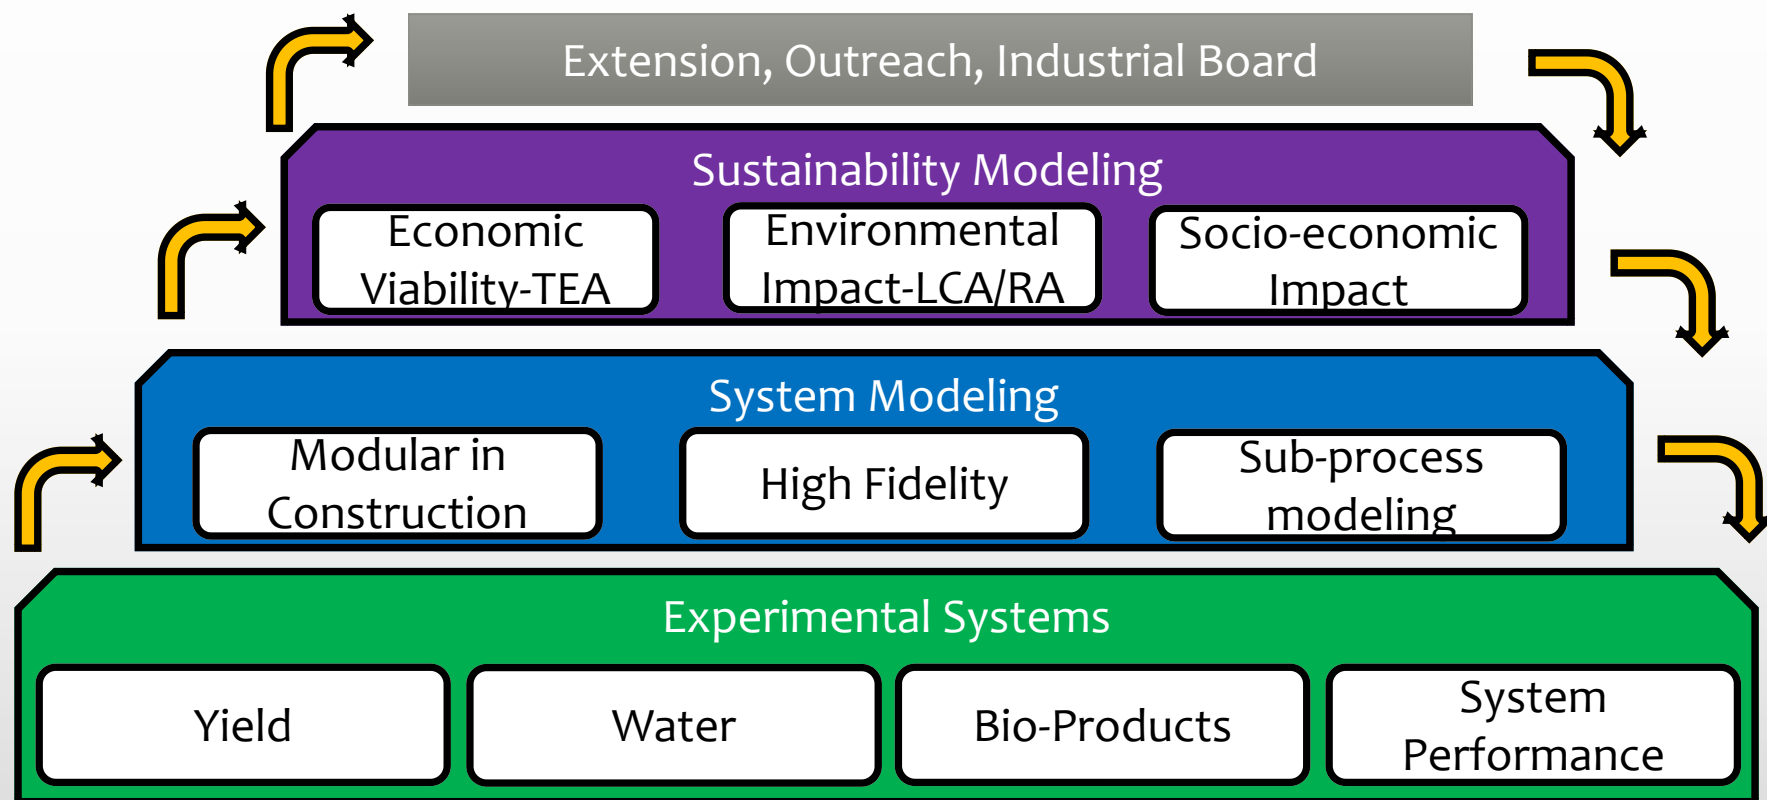 Extension, Outreach, Industrial Board
Sustainability Modeling
Economic
Viability-TEA
Environmental
Impact-LCA/RA
Socio-economic
Impact
System Modeling
Modular in
Construction
High Fidelity
Sub-process
modeling
Experimental Systems
Yield
Water
Bio-Products
System
Performance